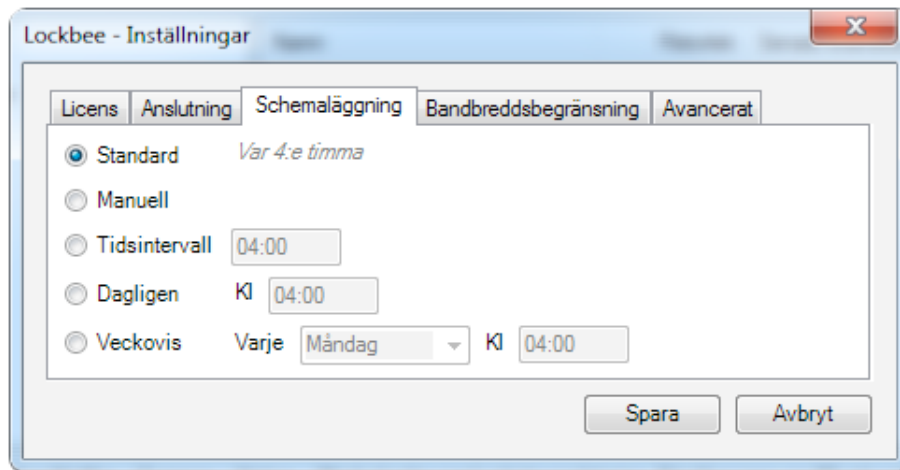 Lockbee - Inställningar
Licens Anslutning Schemaläggning Bandbreddsbegränsning Avancerat
Standard Var 4:e timma
Manuell
Tidsintervall 04:00
Dagligen Kl 04:00
Veckovis Varje Måndag Kl 04:00
Spara Avbryt